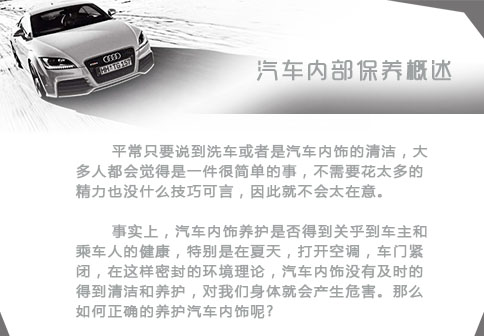 汽车内部保养概述
平常只要说到洗车或者是汽车内饰的清洁，大
多人都会觉得是一件很简单的事，不需要花太多的
精力也没什么技巧可言，因此就不会太在意。
事实上，汽车内饰养护是否得到关乎到车主和
乘车人的健康，特别是在夏天，打开空调，车门紧
闭，在这样密封的环境理论，汽车内饰没有及时的
得到清洁和养护，对我们身体就会产生危害。那么
如何正确的养护汽车内饰呢?